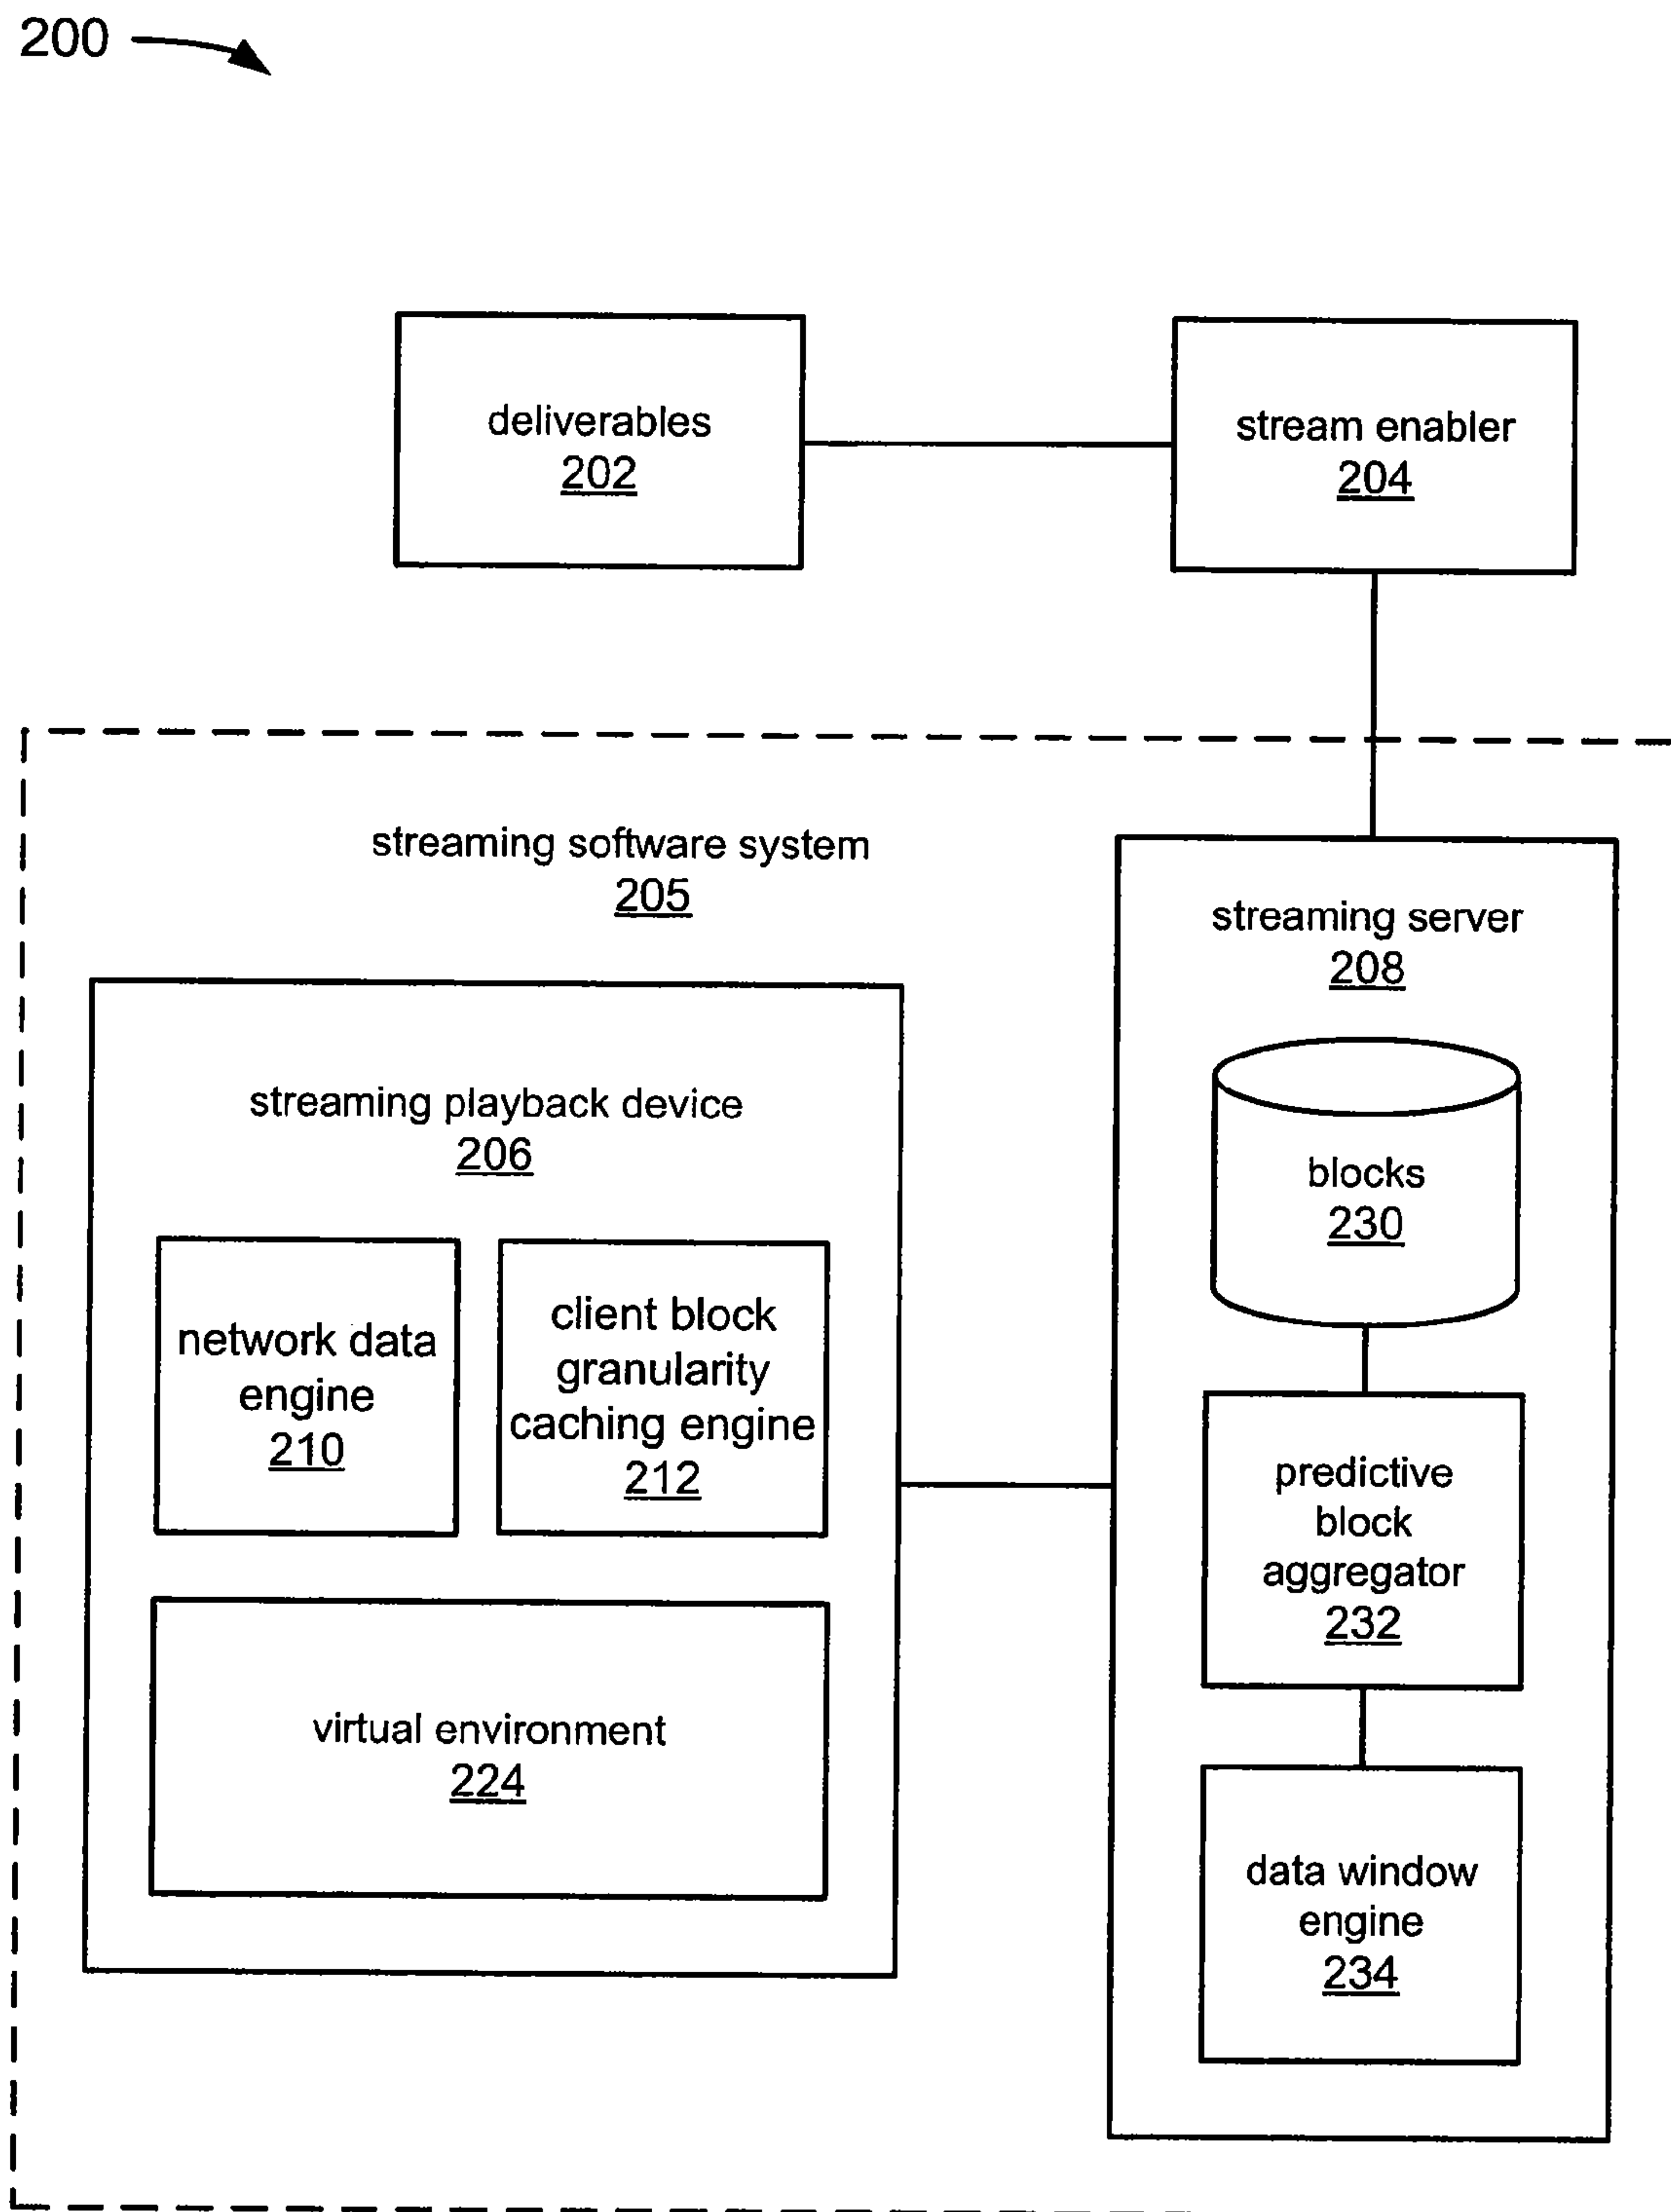 200
deliverables
202
stream enabler
204
streaming software system
205
streaming server
208
streaming playback device
206
blocks
230
network data
engine
210
client block
granularity
caching engine
212
predictive
block
aggregator
232
virtual environment
224
data window
engine
234